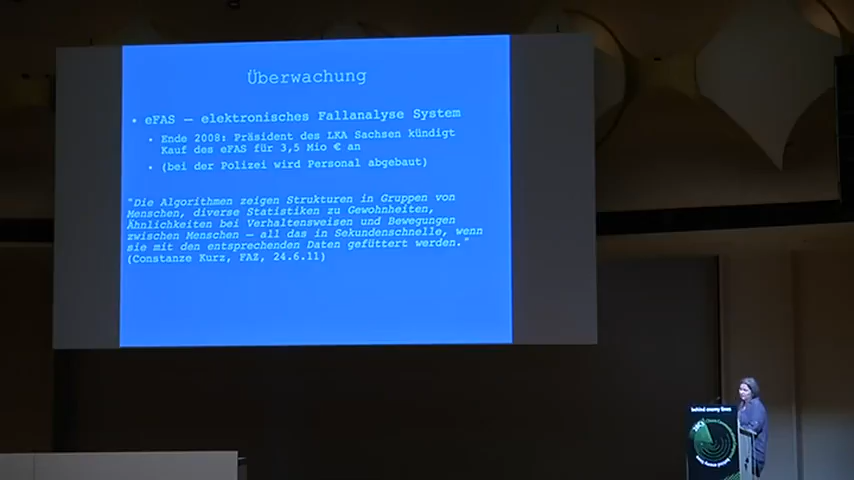 Überwachung
• eFAS – elektronisches Fallanalyse System
• Ende 2008: Präsident des LKA Sachsen kündigt
Kauf des eFAS für 3,5 Mio € an
• (bei der Polizei wird Personal abgebaut)
"Die Algorithmen zeigen Strukturen in Gruppen von
Menschen, diverse Statistiken zu Gewohnheiten,
Ähnlichkeiten bei Verhaltensweisen und Bewegungen
zwischen Menschen – all das in Sekundenschnelle, wenn
sie mit den entsprechenden Daten gefüttert werden."
(Constanze Kurz, FAZ, 24.6.11)
behind enemy lines